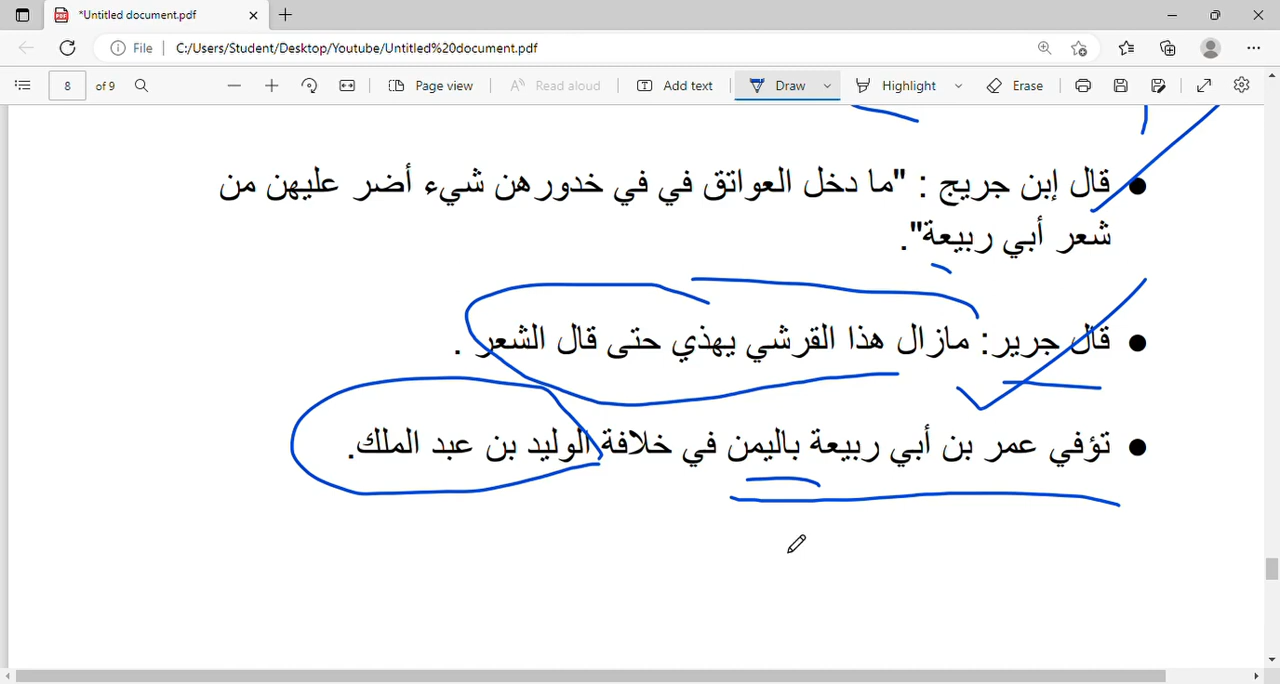 *Untitled document.pdf
File
C:/Users/Student/Desktop/Youtube/Untitled%20document.pdf
8 of 9
Page view
Read aloud
Add text
Draw
Highlight
Erase
قال إبن جريج : "ما دخل العواتق في في خدورهن شيء أضر عليهن من
شعر أبي ربيعة".
قال جرير: مازال هذا القرشي يهذي حتى قال الشعر .
تؤفي عمر بن أبي ربيعة باليمن في خلافة الوليد بن عبد الملك.